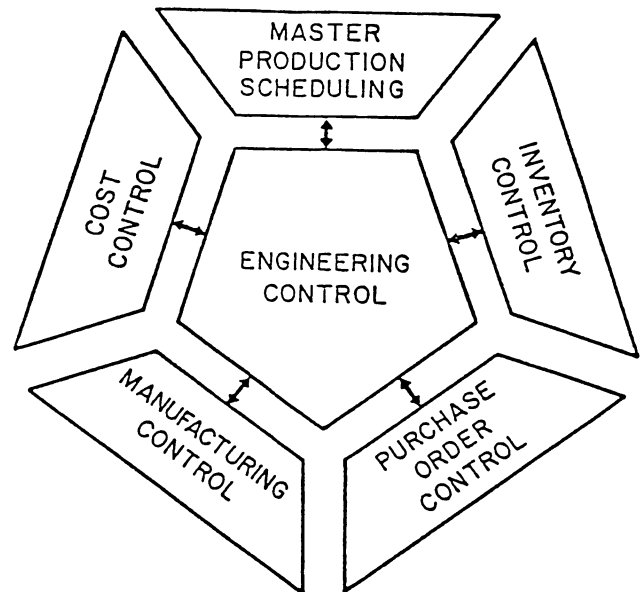 MASTER
PRODUCTION
SCHEDULING
COST
CONTROL
INVENTORY
CONTROL
ENGINEERING
CONTROL
MANUFACTURING
CONTROL
PURCHASE
ORDER
CONTROL